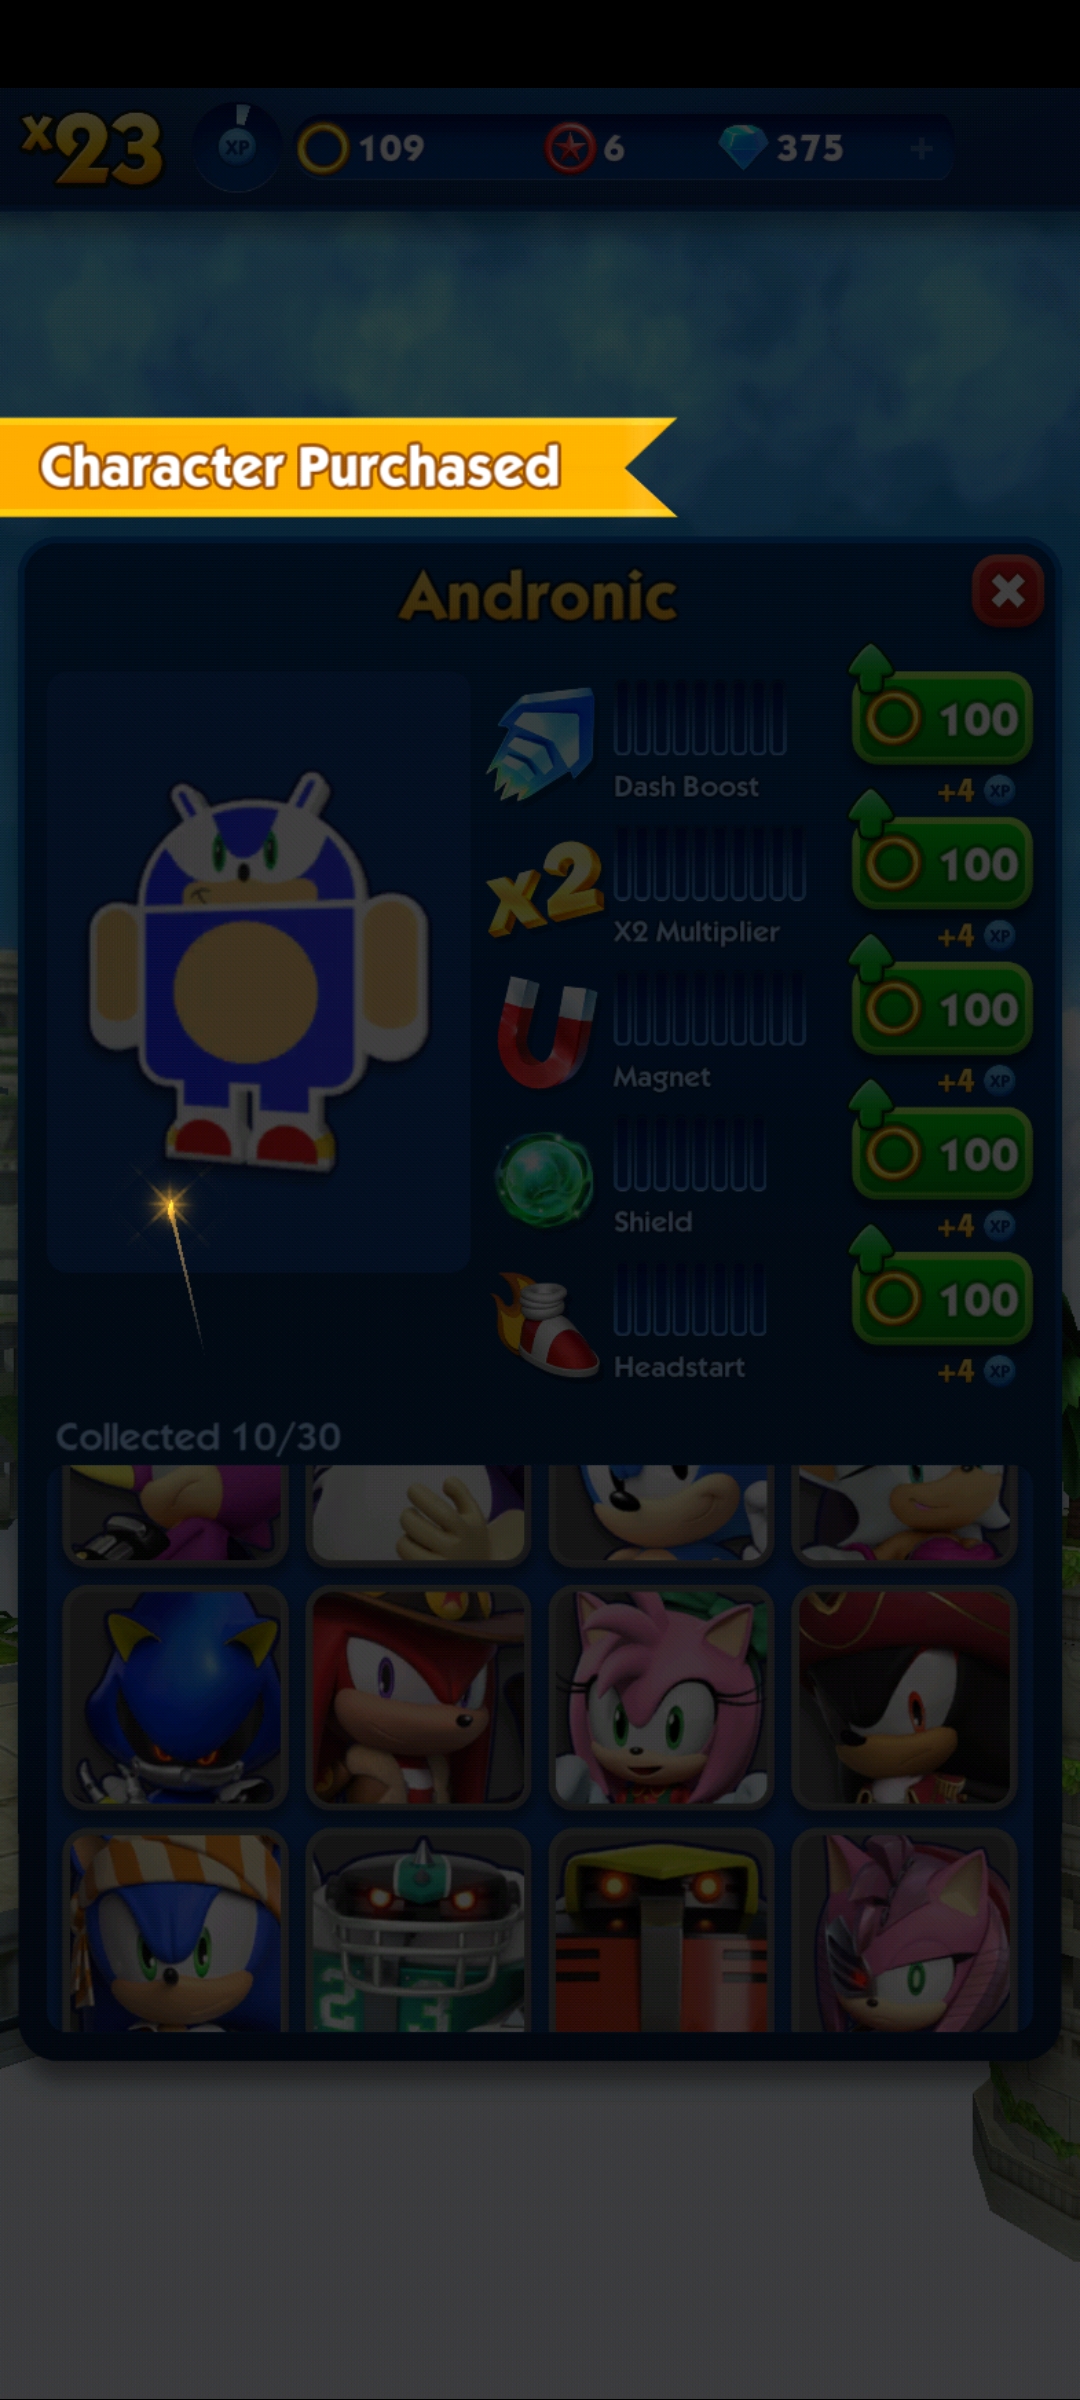 x23 XP 109 6 375 +
Character Purchased
Andronic
100
Dash Boost
+4 XP
x2 100
X2 Multiplier
+4 XP
100
Magnet
+4 XP
100
Shield
+4 XP
100
Headstart
+4 XP
Collected 10/30
23